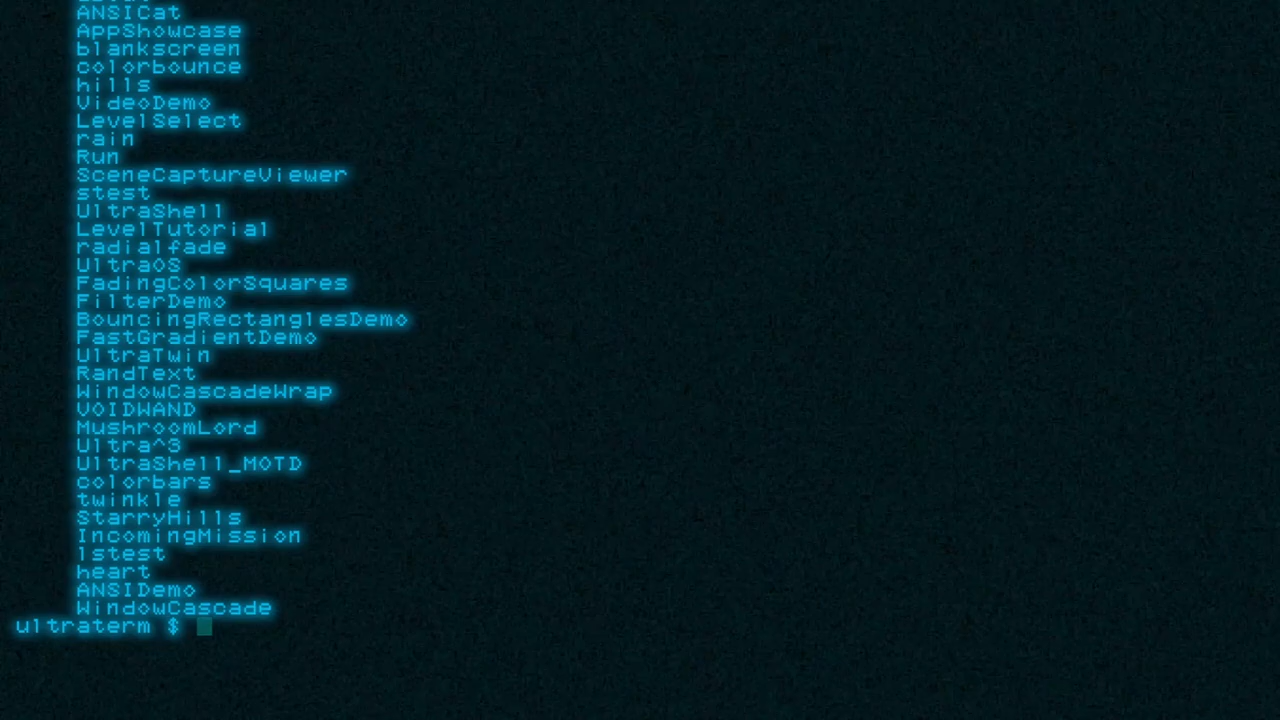 ANSICat
AppShowcase
blankscreen
colorbounce
hills
VideoDemo
LevelSelect
rain
Run
SceneCaptureViewer
stest
UltraShell
LevelTutorial
radialfade
UltraOS
FadingColorSquares
FilterDemo
BouncingRectanglesDemo
FastGradientDemo
UltraTwin
RandText
WindowCascadeWrap
VOIDWAND
MushroomLord
Ultra^3
UltraShell_MOTD
colorbars
twinkle
StarryHills
IncomingMission
lstest
heart
ANSIDemo
WindowCascade
ultraterm $